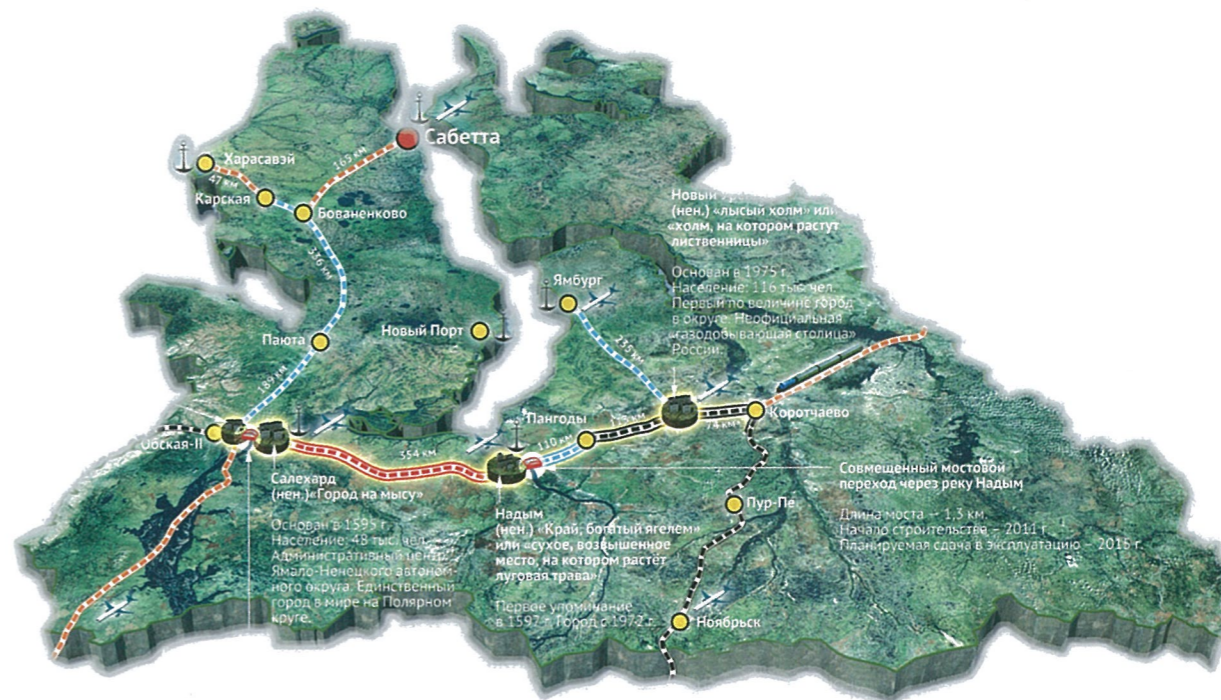 Сабетта
Харасавэй
47 км
Карская
Бованенково
Новый
(нен.) «лысый холм» или
«холм, на котором растут
лиственницы»
Основан в 1975 г.
Население: 116 тыс. чел.
Первый по величине город
в округе. Неофициальная
«газодобывающая столица»
России.
Ямбург
Новый Порт
Паюта
189 км
235 км
Пангоды
110 км
Коротчаево
74 км
Обская-II
354 км
Салехард
(нен.) «Город на мысу»
Основан в 1595 г.
Население: 48 тыс. чел.
Административный центр
Ямало-Ненецкого автоном-
ного округа. Единственный
город в мире на Полярном
круге.
Надым
(нен.) «Край, богатый ягелем»
или «сухое, возвышенное
место, на котором растёт
луговая трава»
Первое упоминание
в 1597 г. Город с 1972 г.
Совмещенный мостовой
переход через реку Надым
Длина моста – 1,3 км.
Начало строительства – 2011 г.
Планируемая сдача в эксплуатацию – 2015 г.
Пур-Пе
Ноябрьск